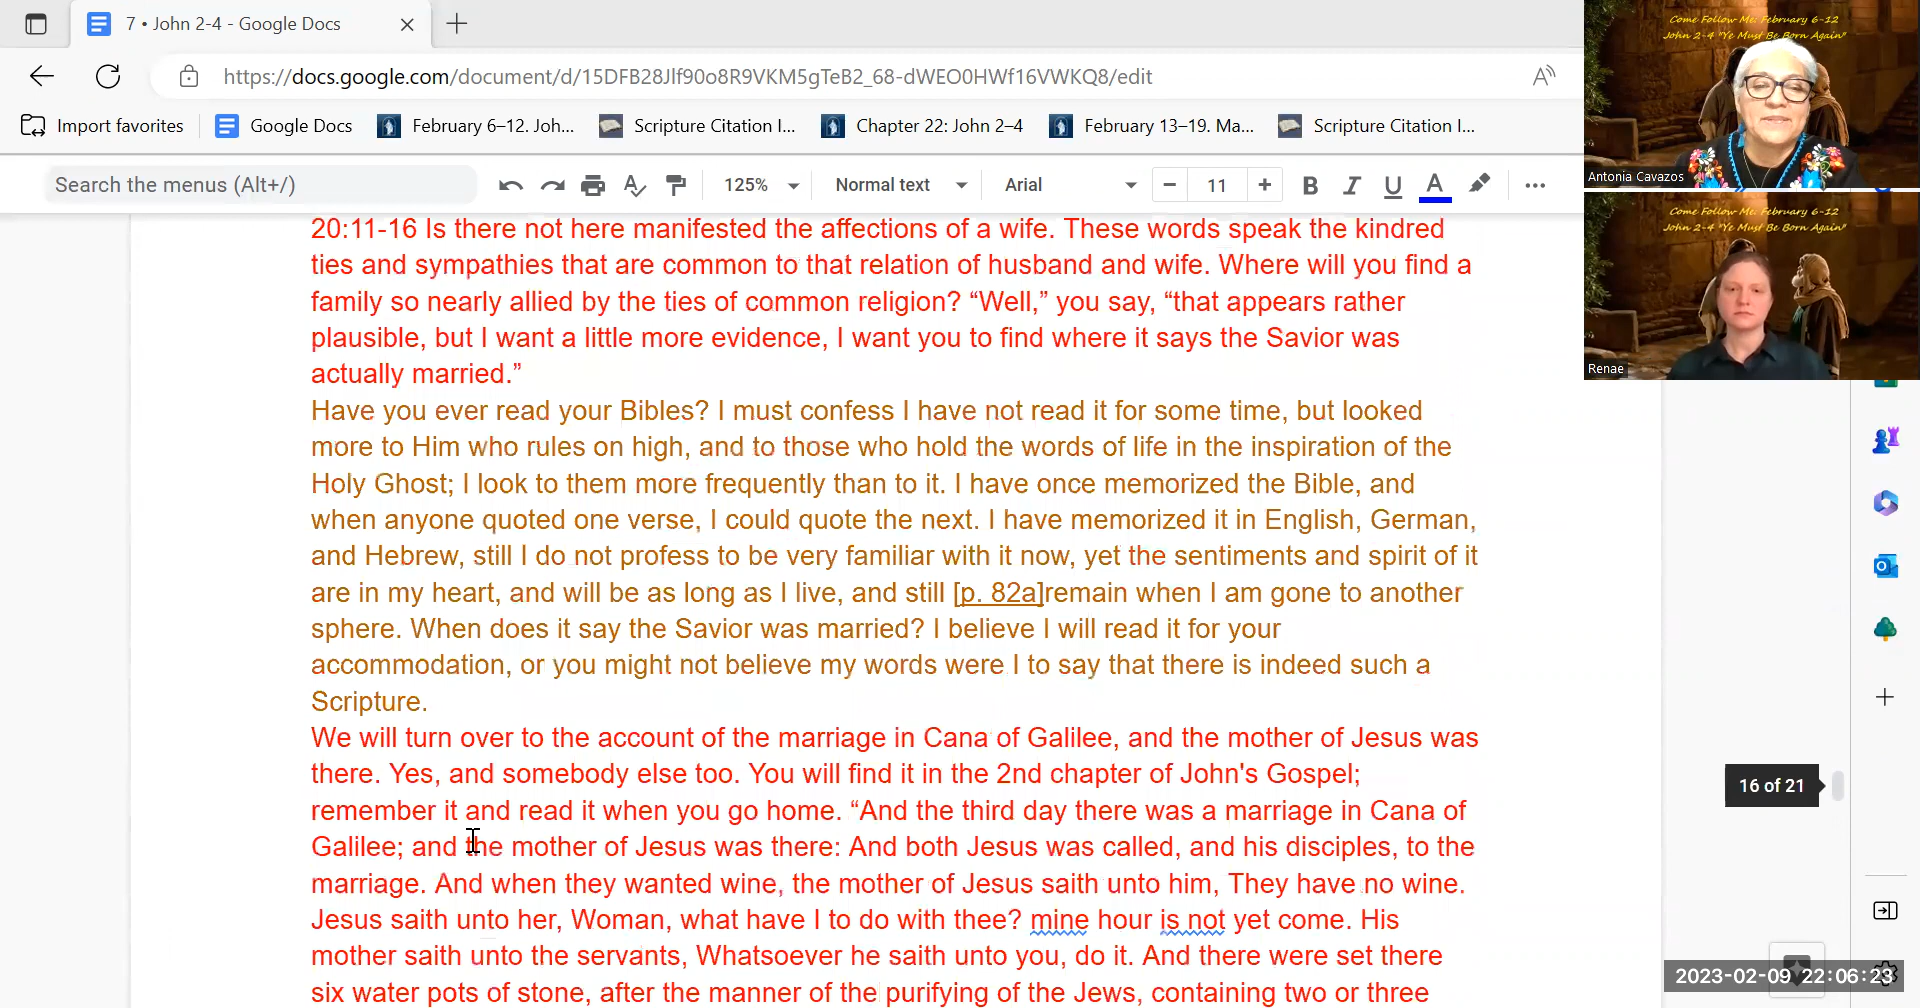 7 • John 2-4 - Google Docs
https://docs.google.com/document/d/15DFB28Jlf90o8R9VKM5gTeB2_68-dWEO0HWf16VWKQ8/edit
Import favorites
Google Docs
February 6–12. Joh...
Scripture Citation I...
Chapter 22: John 2–4
February 13–19. Ma...
Scripture Citation I...
Search the menus (Alt+/)
125%
Normal text
Arial
11
B I U A
20:11-16 Is there not here manifested the affections of a wife. These words speak the kindred
ties and sympathies that are common to that relation of husband and wife. Where will you find a
family so nearly allied by the ties of common religion? “Well,” you say, “that appears rather
plausible, but I want a little more evidence, I want you to find where it says the Savior was
actually married.”
Have you ever read your Bibles? I must confess I have not read it for some time, but looked
more to Him who rules on high, and to those who hold the words of life in the inspiration of the
Holy Ghost; I look to them more frequently than to it. I have once memorized the Bible, and
when anyone quoted one verse, I could quote the next. I have memorized it in English, German,
and Hebrew, still I do not profess to be very familiar with it now, yet the sentiments and spirit of it
are in my heart, and will be as long as I live, and still [p. 82a]remain when I am gone to another
sphere. When does it say the Savior was married? I believe I will read it for your
accommodation, or you might not believe my words were I to say that there is indeed such a
Scripture.
We will turn over to the account of the marriage in Cana of Galilee, and the mother of Jesus was
there. Yes, and somebody else too. You will find it in the 2nd chapter of John's Gospel;
remember it and read it when you go home. “And the third day there was a marriage in Cana of
Galilee; and the mother of Jesus was there: And both Jesus was called, and his disciples, to the
marriage. And when they wanted wine, the mother of Jesus saith unto him, They have no wine.
Jesus saith unto her, Woman, what have I to do with thee? mine hour is not yet come. His
mother saith unto the servants, Whatsoever he saith unto you, do it. And there were set there
six water pots of stone, after the manner of the purifying of the Jews, containing two or three
Come Follow Me: February 6-12
John 2-4 "Ye Must Be Born Again"
Antonia Cavazos
Come Follow Me: February 6-12
John 2-4 "Ye Must Be Born Again"
Renae
16 of 21
2023-02-09 22:06:23